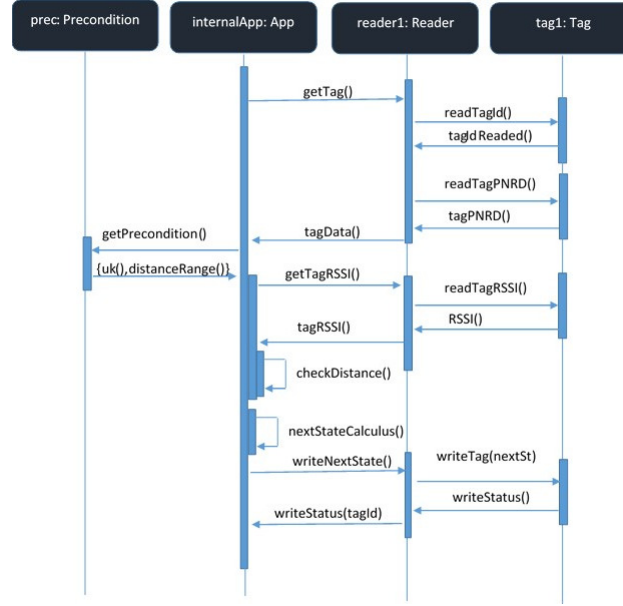 prec: Precondition
internalApp: App
reader1: Reader
tag1: Tag
getTag()
readTagId()
tagIdReaded()
readTagPNRD()
tagPNRD()
getPrecondition()
tagData()
{uk(),distanceRange()}
getTagRSSI()
readTagRSSI()
tagRSSI()
RSSI()
checkDistance()
nextStateCalculus()
writeNextState()
writeTag(nextSt)
writeStatus()
writeStatus(tagId)